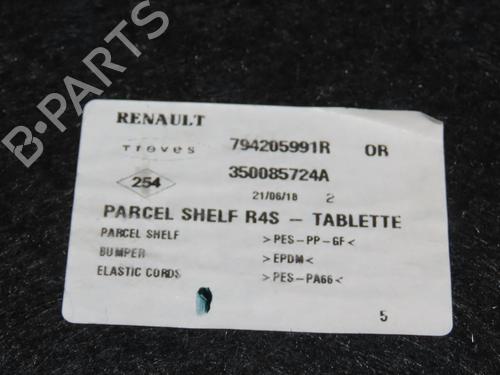 RENAULT
Treves 794205991R OR
254 350085724A
21/06/18 2
PARCEL SHELF R4S - TABLETTE
PARCEL SHELF >PES-PP-GF<
BUMPER >EPDM<
ELASTIC CORDS >PES-PA66<
5
B-PARTS